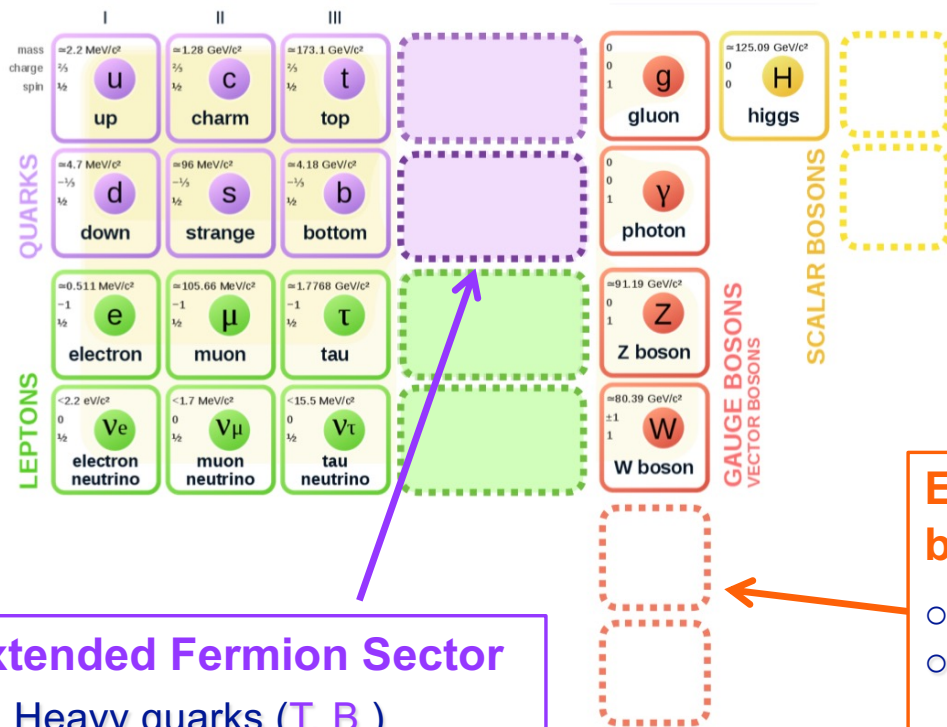 I II III
mass ≃2.2 MeV/c² ≃1.28 GeV/c² ≃173.1 GeV/c² 0 ≃125.09 GeV/c²
charge ⅔ ⅔ ⅔ 0 0
spin ½ ½ ½ 1 0
u c t g H
up charm top gluon higgs
QUARKS
≃4.7 MeV/c² ≃96 MeV/c² ≃4.18 GeV/c² 0
−⅓ −⅓ −⅓ 0
½ ½ ½ 1
d s b γ
down strange bottom photon
SCALAR BOSONS
≃0.511 MeV/c² ≃105.66 MeV/c² ≃1.7768 GeV/c² ≃91.19 GeV/c²
−1 −1 −1 0
½ ½ ½ 1
e μ τ Z
electron muon tau Z boson
LEPTONS
<2.2 eV/c² <1.7 MeV/c² <15.5 MeV/c² ≃80.39 GeV/c²
0 0 0 ±1
½ ½ ½ 1
νe νμ ντ W
electron muon tau W boson
neutrino neutrino neutrino
GAUGE BOSONS
VECTOR BOSONS
E
b
xtended Fermion Sector
Heavy quarks (T B )